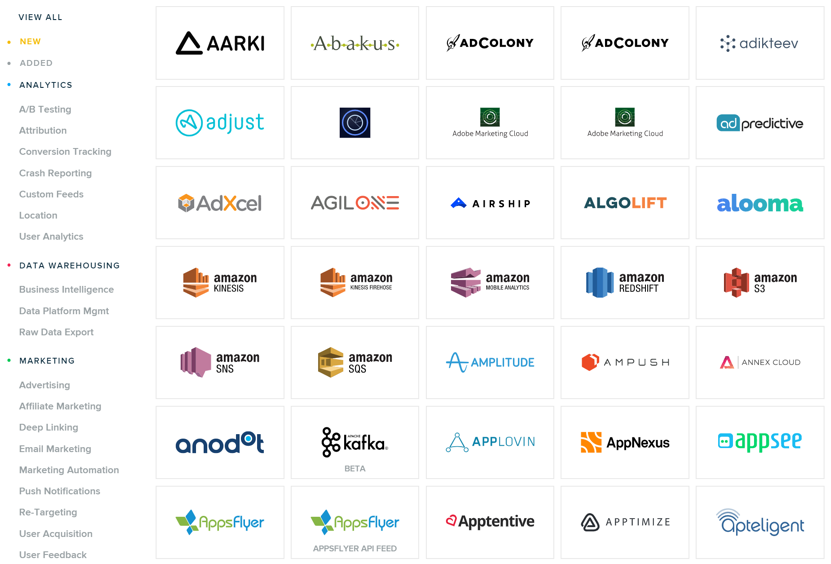 VIEW ALL
NEW
ADDED
ANALYTICS
A/B Testing
Attribution
Conversion Tracking
Crash Reporting
Custom Feeds
Location
User Analytics
DATA WAREHOUSING
Business Intelligence
Data Platform Mgmt
Raw Data Export
MARKETING
Advertising
Affiliate Marketing
Deep Linking
Email Marketing
Marketing Automation
Push Notifications
Re-Targeting
User Acquisition
User Feedback
AARKI
Abakus
ADCOLONY
ADCOLONY
adikteev
adjust
Adobe Marketing Cloud
Adobe Marketing Cloud
ad predictive
AdXcel
AGILONE
AIRSHIP
ALGOLIFT
alooma
amazon
KINESIS
amazon
KINESIS FIREHOSE
amazon
MOBILE ANALYTICS
amazon
REDSHIFT
amazon
S3
amazon
SNS
amazon
SQS
AMPLITUDE
AMPUSH
ANNEX CLOUD
anodot
kafka
BETA
APPLOVIN
AppNexus
appsee
AppsFlyer
AppsFlyer
APPSFLYER API FEED
Apptentive
APPTIMIZE
apteligent